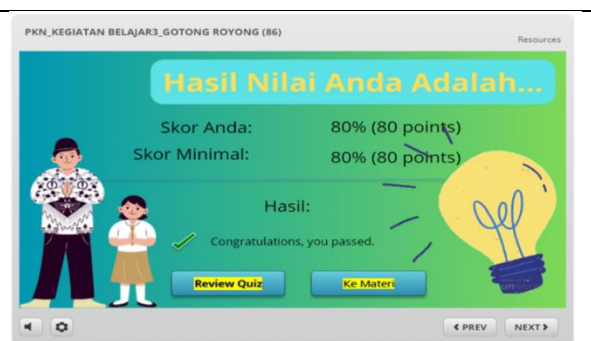 PKN_KEGIATAN BELAJAR3_GOTONG ROYONG (86)
Resources
Hasil Nilai Anda Adalah...
Skor Anda: 80% (80 points)
Skor Minimal: 80% (80 points)
Hasil:
Congratulations, you passed.
Review Quiz Ke Materi
PREV NEXT